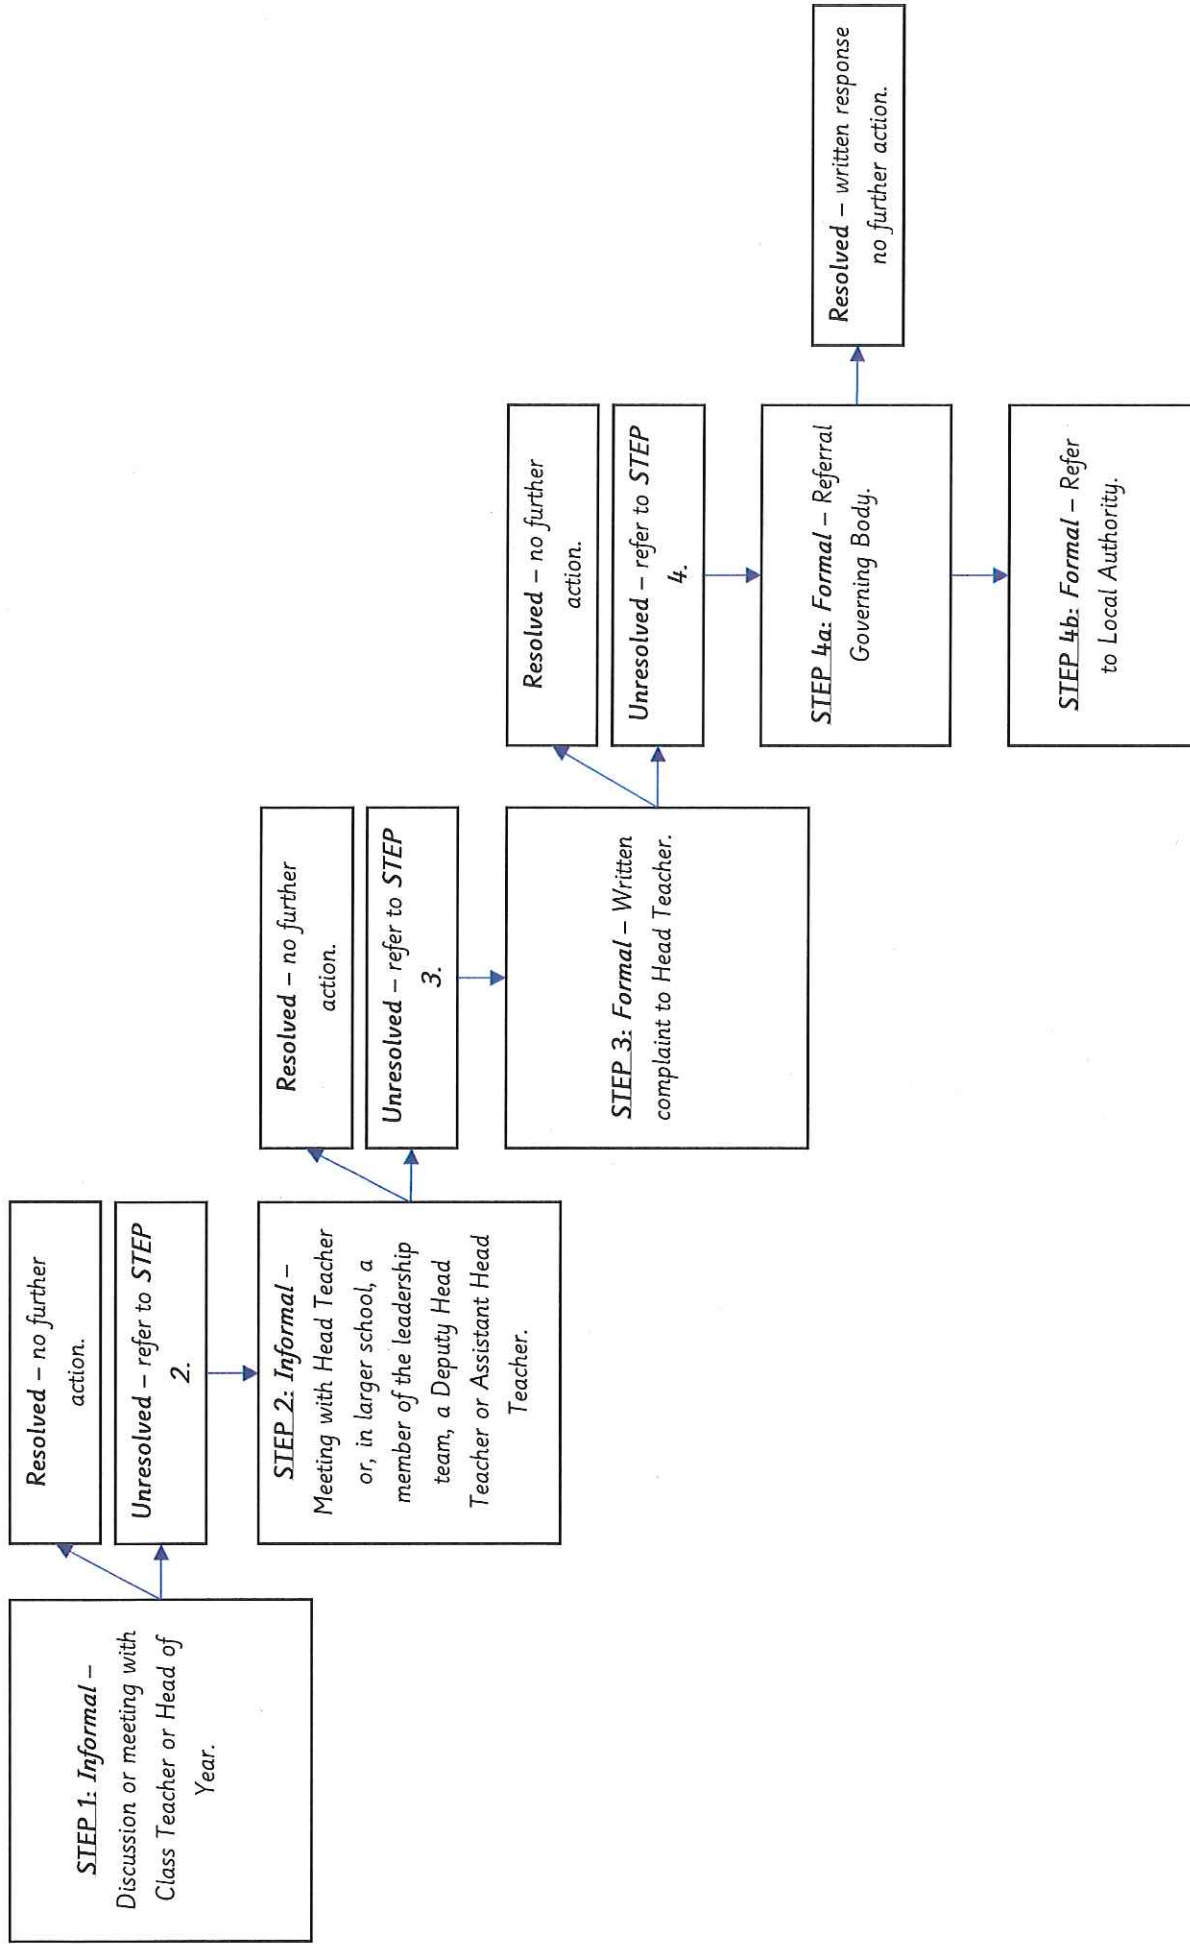 STEP 1: Informal –
Discussion or meeting with
Class Teacher or Head of
Year.
Resolved – no further
action.
Unresolved – refer to STEP
2.
STEP 2: Informal –
Meeting with Head Teacher
or, in larger school, a
member of the leadership
team, a Deputy Head
Teacher or Assistant Head
Teacher.
Resolved – no further
action.
Unresolved – refer to STEP
3.
STEP 3: Formal – Written
complaint to Head Teacher.
Resolved – no further
action.
Unresolved – refer to STEP
4.
STEP 4a: Formal – Referral
Governing Body.
Resolved – written response
no further action.
STEP 4b: Formal – Refer
to Local Authority.